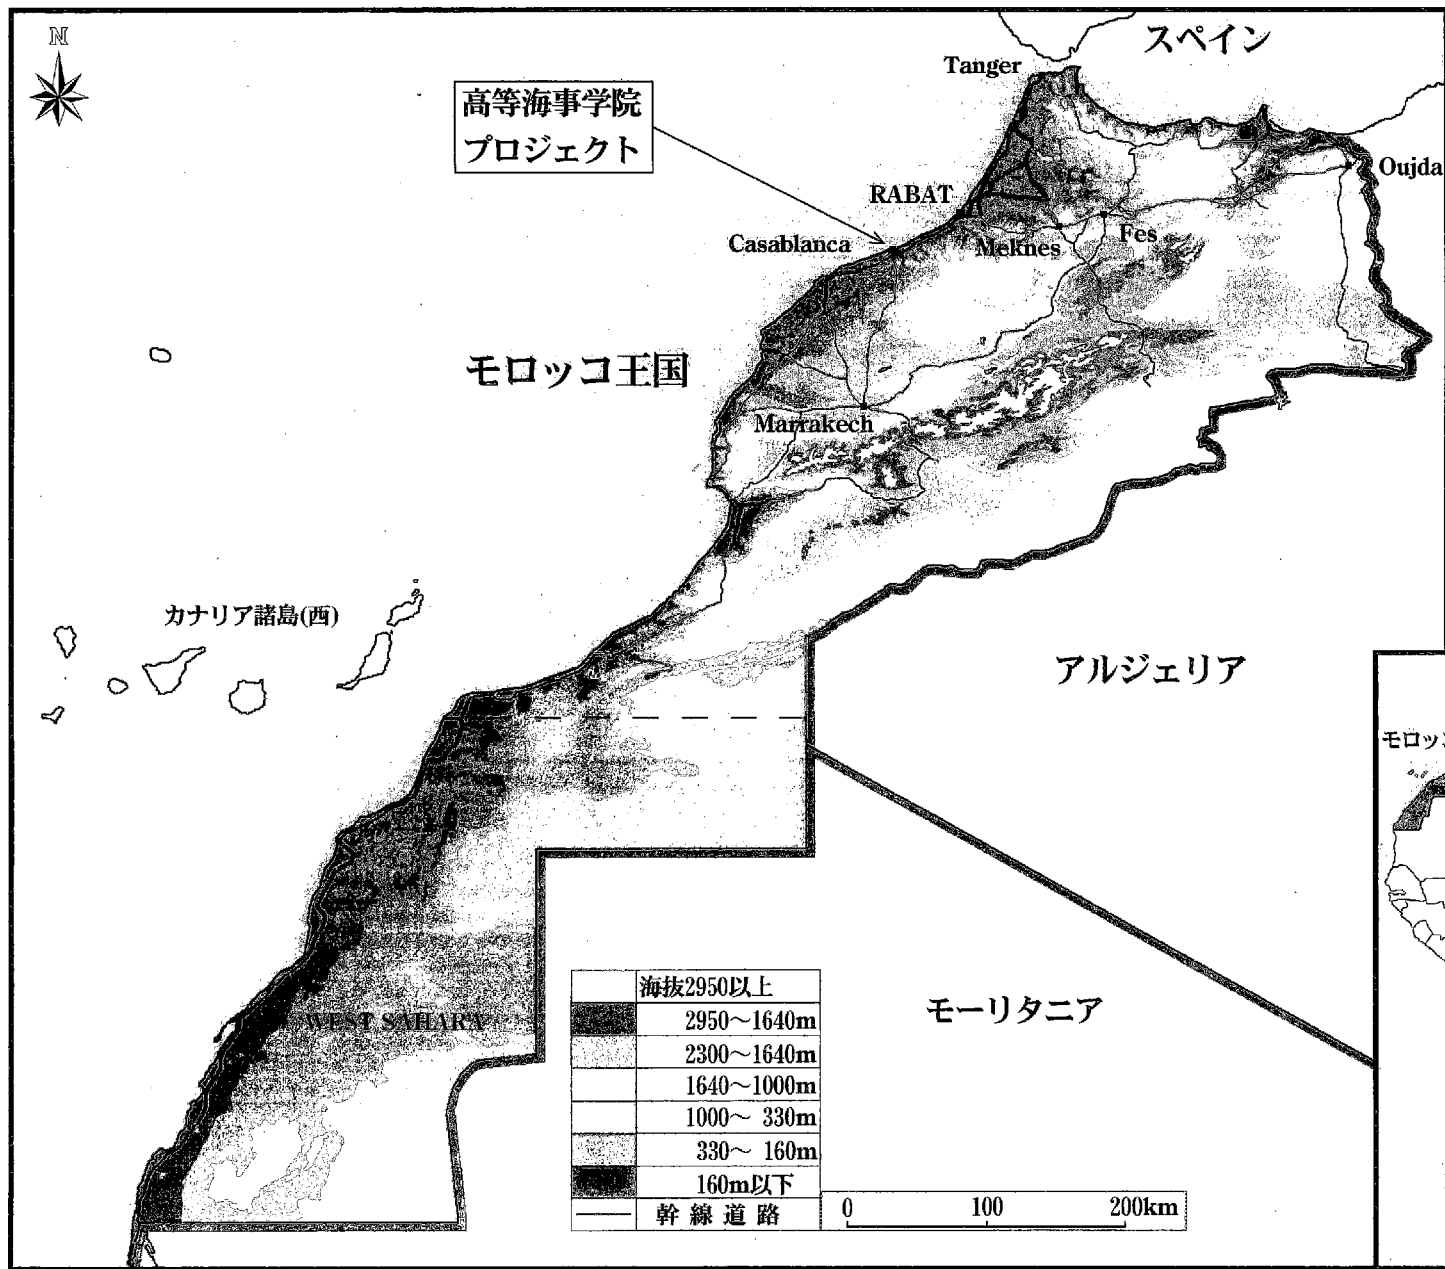 N
スペイン
Tanger
高等海事学院
プロジェクト
Oujda
RABAT
Casablanca
Meknes
Fes
モロッコ王国
Marrakech
カナリア諸島(西)
アルジェリア
モロッコ
WEST SAHARA
モーリタニア
海抜2950以上
2950〜1640m
2300〜1640m
1640〜1000m
1000〜 330m
330〜 160m
160m以下
幹線道路
0 100 200km